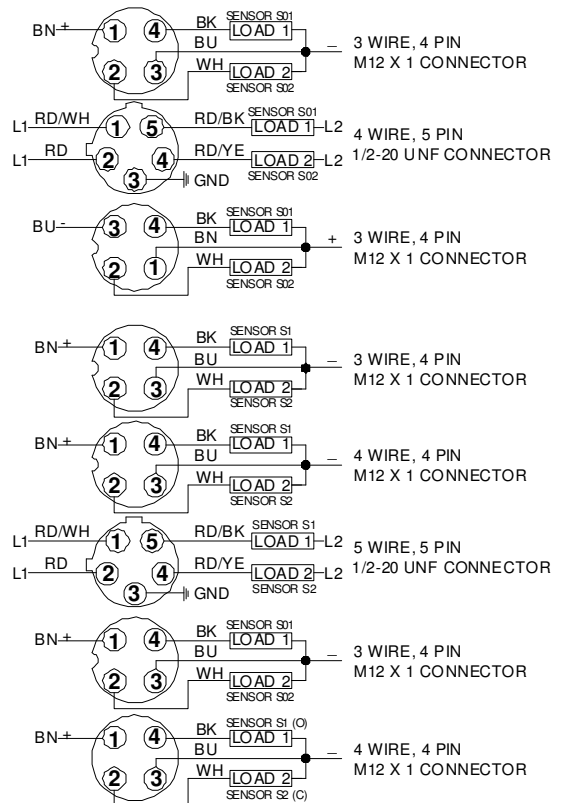 SENSOR S01
BN + 1 4 BK LOAD 1
BU – 3 WIRE, 4 PIN
2 3 WH LOAD 2 M12 X 1 CONNECTOR
SENSOR S02
SENSOR S01
L1 RD/WH 1 5 RD/BK LOAD 1 L2
4 WIRE, 5 PIN
L1 RD 2 4 RD/YE LOAD 2 L2 1/2-20 UNF CONNECTOR
SENSOR S02
3 GND
SENSOR S01
BU - 3 4 BK LOAD 1
BN + 3 WIRE, 4 PIN
2 1 WH LOAD 2 M12 X 1 CONNECTOR
SENSOR S02
SENSOR S1
BN + 1 4 BK LOAD 1
BU – 3 WIRE, 4 PIN
2 3 WH LOAD 2 M12 X 1 CONNECTOR
SENSOR S2
SENSOR S1
BN + 1 4 BK LOAD 1
BU – 4 WIRE, 4 PIN
2 3 WH LOAD 2 M12 X 1 CONNECTOR
SENSOR S2
SENSOR S1
L1 RD/WH 1 5 RD/BK LOAD 1 L2
5 WIRE, 5 PIN
L1 RD 2 4 RD/YE LOAD 2 L2 1/2-20 UNF CONNECTOR
SENSOR S2
3 GND
SENSOR S01
BN + 1 4 BK LOAD 1
BU – 3 WIRE, 4 PIN
2 3 WH LOAD 2 M12 X 1 CONNECTOR
SENSOR S02
SENSOR S1 (O)
BN + 1 4 BK LOAD 1
BU – 4 WIRE, 4 PIN
2 3 WH LOAD 2 M12 X 1 CONNECTOR
SENSOR S2 (C)